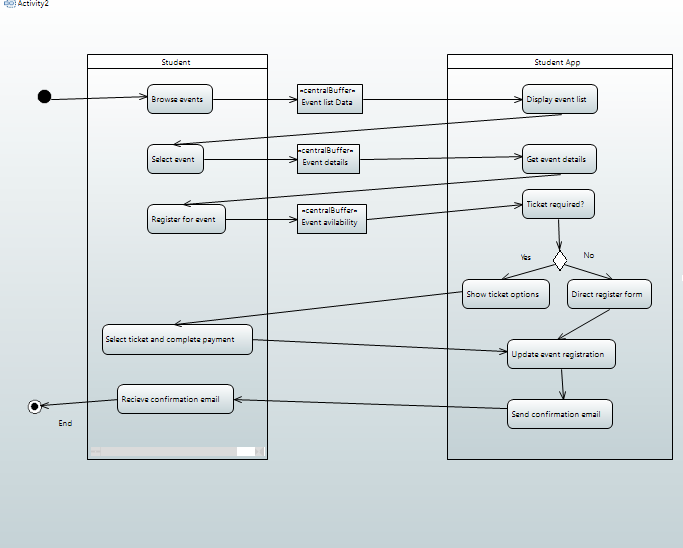 Activity2
Student
Student App
Browse events
«centralBuffer»
Event list Data
Display event list
Select event
«centralBuffer»
Event details
Get event details
Register for event
«centralBuffer»
Event avilability
Ticket required?
Yes
No
Show ticket options
Direct register form
Select ticket and complete payment
Update event registration
Recieve confirmation email
Send confirmation email
End